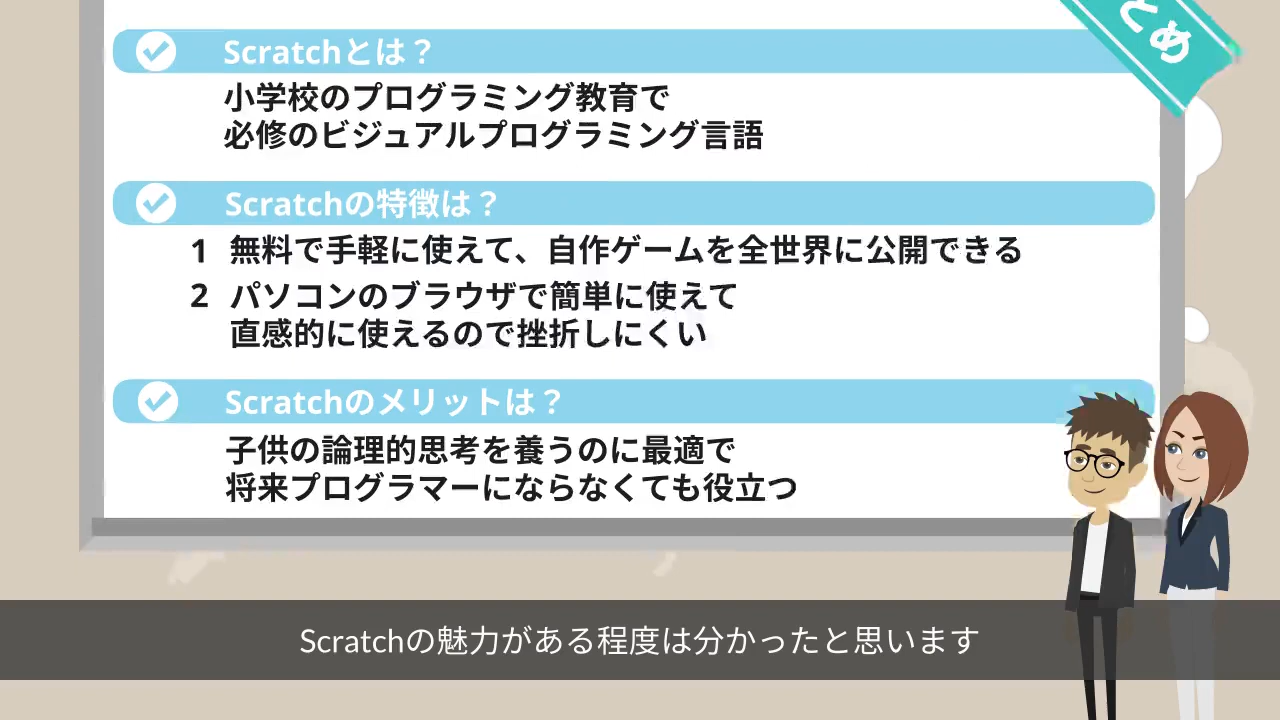 とめ
Scratchとは？
小学校のプログラミング教育で
必修のビジュアルプログラミング言語
Scratchの特徴は？
1 無料で手軽に使えて、自作ゲームを全世界に公開できる
2 パソコンのブラウザで簡単に使えて
直感的に使えるので挫折しにくい
Scratchのメリットは？
子供の論理的思考を養うのに最適で
将来プログラマーにならなくても役立つ
Scratchの魅力がある程度は分かったと思います